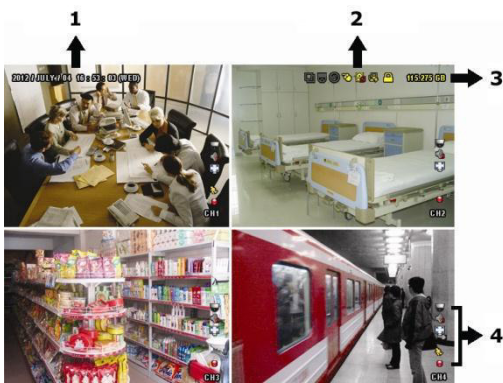 1
2
2012 / JULY / 04 16 : 53 : 03 (WED)
115.275 GB
3
CH1
CH2
CH3
CH4
4